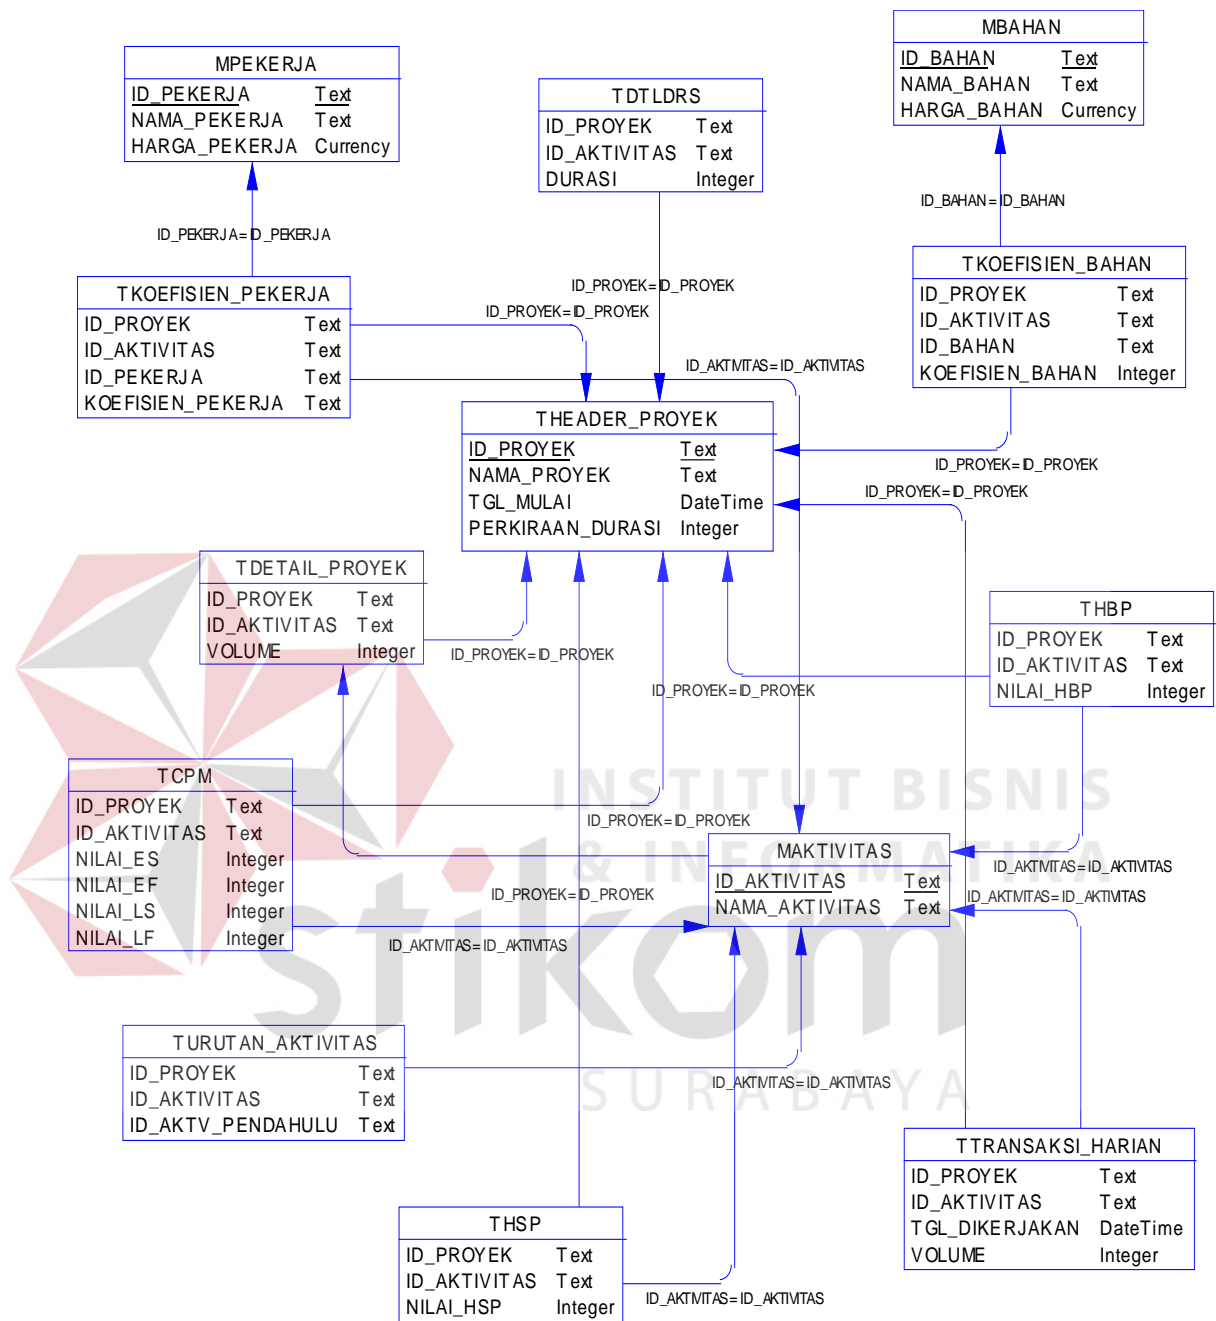 MPEKERJA
ID_PEKERJA Text
NAMA_PEKERJA Text
HARGA_PEKERJA Currency
TDTLDRS
ID_PROYEK Text
ID_AKTIVITAS Text
DURASI Integer
MBAHAN
ID_BAHAN Text
NAMA_BAHAN Text
HARGA_BAHAN Currency
ID_PEKERJA = ID_PEKERJA
ID_BAHAN = ID_BAHAN
TKOEFISIEN_PEKERJA
ID_PROYEK Text
ID_AKTIVITAS Text
ID_PEKERJA Text
KOEFISIEN_PEKERJA Text
ID_PROYEK = ID_PROYEK
ID_PROYEK = ID_PROYEK
ID_AKTIVITAS = ID_AKTIVITAS
TKOEFISIEN_BAHAN
ID_PROYEK Text
ID_AKTIVITAS Text
ID_BAHAN Text
KOEFISIEN_BAHAN Integer
THEADER_PROYEK
ID_PROYEK Text
NAMA_PROYEK Text
TGL_MULAI DateTime
PERKIRAAN_DURASI Integer
ID_PROYEK = ID_PROYEK
ID_PROYEK = ID_PROYEK
TDETAIL_PROYEK
ID_PROYEK Text
ID_AKTIVITAS Text
VOLUME Integer
ID_PROYEK = ID_PROYEK
ID_PROYEK = ID_PROYEK
THBP
ID_PROYEK Text
ID_AKTIVITAS Text
NILAI_HBP Integer
TCPM
ID_PROYEK Text
ID_AKTIVITAS Text
NILAI_ES Integer
NILAI_EF Integer
NILAI_LS Integer
NILAI_LF Integer
ID_PROYEK = ID_PROYEK
ID_PROYEK = ID_PROYEK
ID_AKTIVITAS = ID_AKTIVITAS
MAKTIVITAS
ID_AKTIVITAS Text
NAMA_AKTIVITAS Text
ID_AKTIVITAS = ID_AKTIVITAS
ID_AKTIVITAS = ID_AKTIVITAS
INSTITUT BISNIS
& INFORMATIKA
stikom
SURABAYA
TURUTAN_AKTIVITAS
ID_PROYEK Text
ID_AKTIVITAS Text
ID_AKTV_PENDAHULU Text
ID_AKTIVITAS = ID_AKTIVITAS
THSP
ID_PROYEK Text
ID_AKTIVITAS Text
NILAI_HSP Integer
ID_AKTIVITAS = ID_AKTIVITAS
TTRANSAKSI_HARIAN
ID_PROYEK Text
ID_AKTIVITAS Text
TGL_DIKERJAKAN DateTime
VOLUME Integer